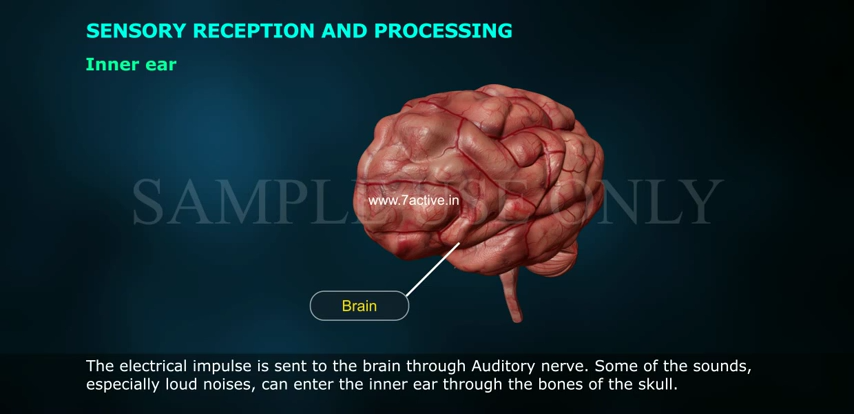 SENSORY RECEPTION AND PROCESSING
Inner ear
SAMPLE USE ONLY
www.7active.in
Brain
The electrical impulse is sent to the brain through Auditory nerve. Some of the sounds,
especially loud noises, can enter the inner ear through the bones of the skull.